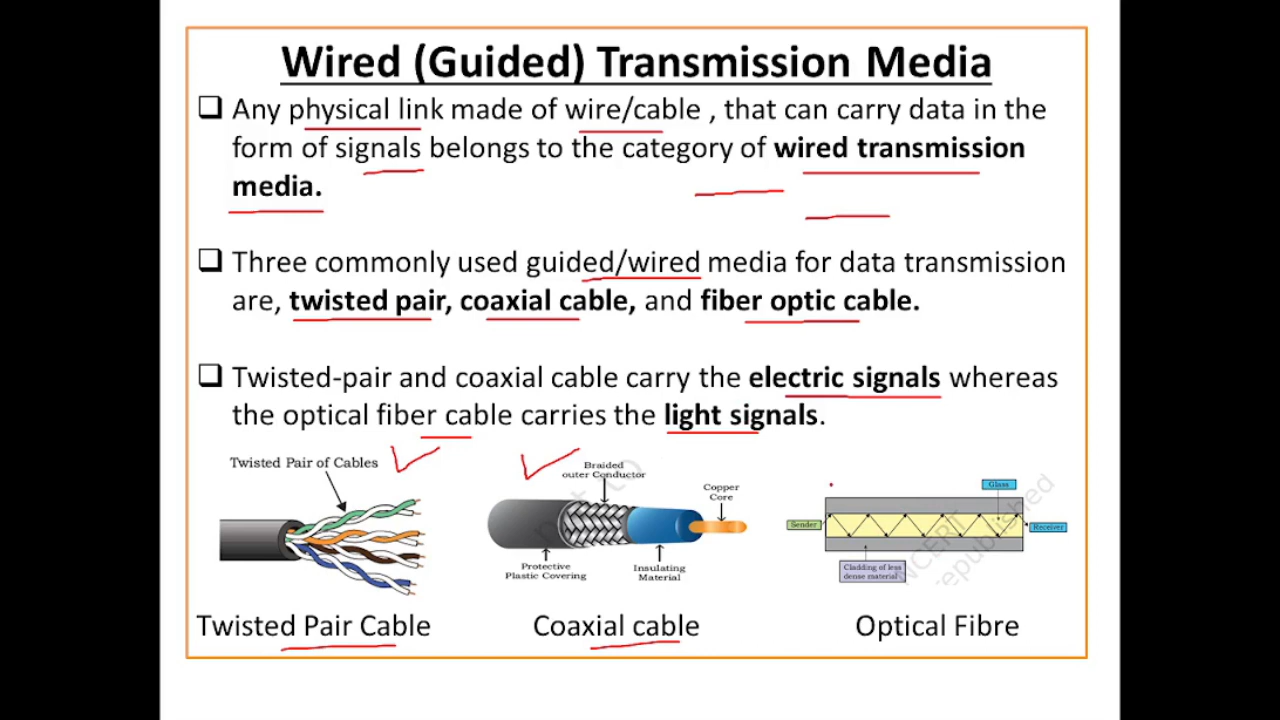 Wired (Guided) Transmission Media
❑ Any physical link made of wire/cable , that can carry data in the
form of signals belongs to the category of wired transmission
media.
❑ Three commonly used guided/wired media for data transmission
are, twisted pair, coaxial cable, and fiber optic cable.
❑ Twisted-pair and coaxial cable carry the electric signals whereas
the optical fiber cable carries the light signals.
Twisted Pair of Cables
Braided
outer Conductor
Copper
Core
Protective
Plastic Covering
Insulating
Material
Glass
Sender
Receiver
Cladding of less
dense material
NCERT
republished
Twisted Pair Cable
Coaxial cable
Optical Fibre